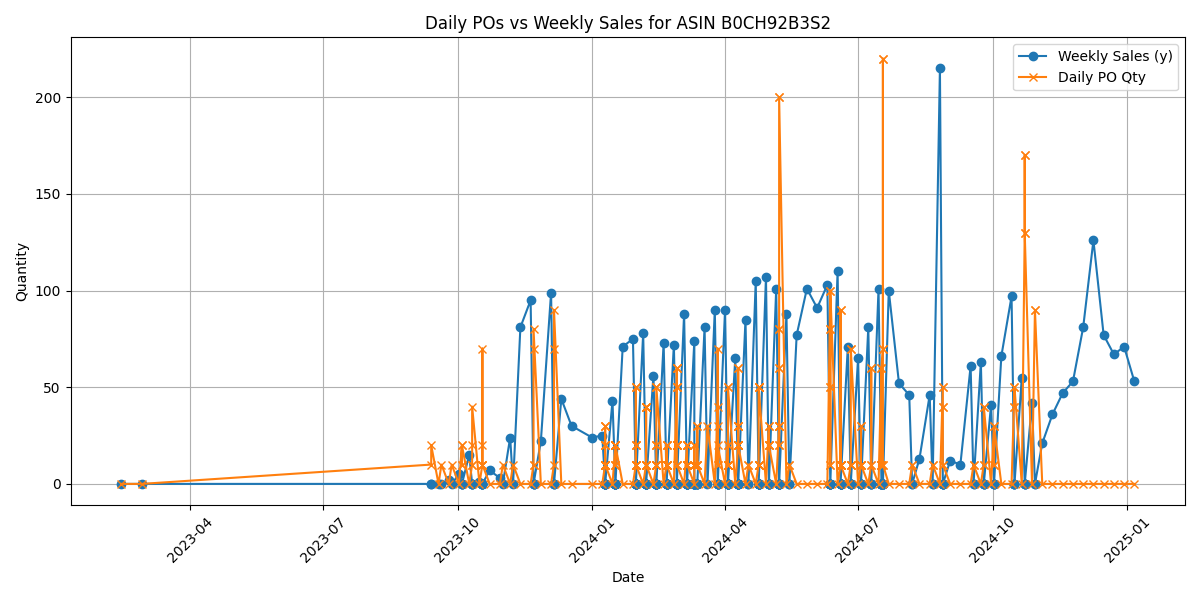 Daily POs vs Weekly Sales for ASIN B0CH92B3S2
Weekly Sales (y)
Daily PO Qty
Quantity
200
150
100
50
0
2023-04
2023-07
2023-10
2024-01
2024-04
2024-07
2024-10
2025-01
Date